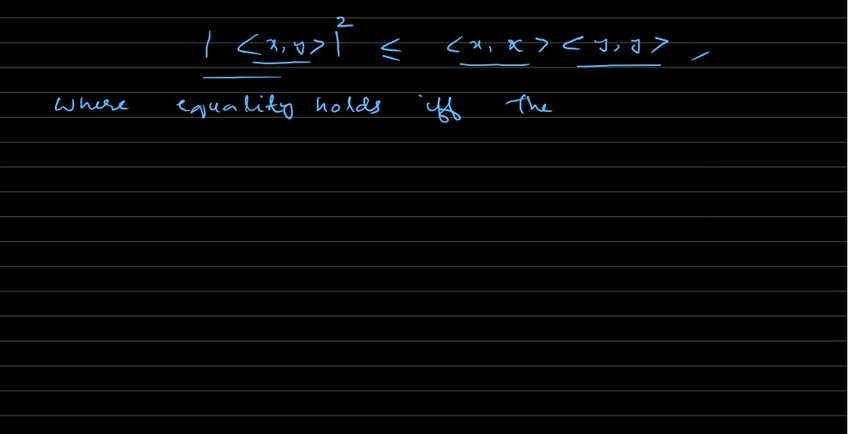 | <x, y> |² ≤ <x, x> <y, y> ,
where equality holds iff the